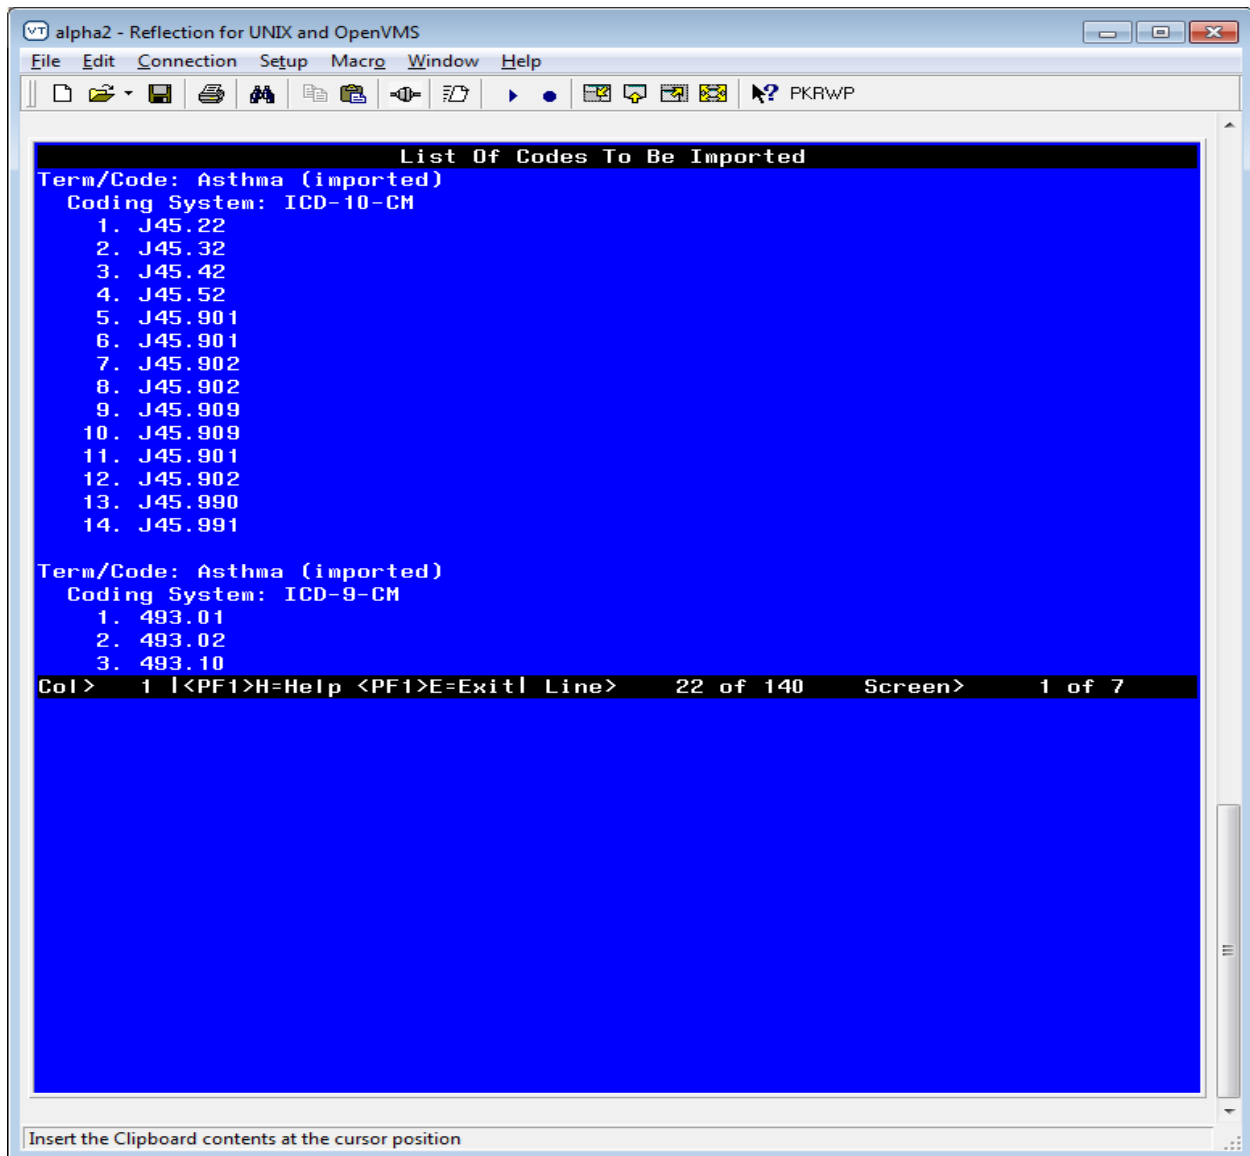 VT alpha2 - Reflection for UNIX and OpenVMS
File Edit Connection Setup Macro Window Help
PKRWP
List Of Codes To Be Imported
Term/Code: Asthma (imported)
Coding System: ICD-10-CM
1. J45.22
2. J45.32
3. J45.42
4. J45.52
5. J45.901
6. J45.901
7. J45.902
8. J45.902
9. J45.909
10. J45.909
11. J45.901
12. J45.902
13. J45.990
14. J45.991
Term/Code: Asthma (imported)
Coding System: ICD-9-CM
1. 493.01
2. 493.02
3. 493.10
Col> 1 |<PF1>H=Help <PF1>E=Exit| Line> 22 of 140 Screen> 1 of 7
Insert the Clipboard contents at the cursor position